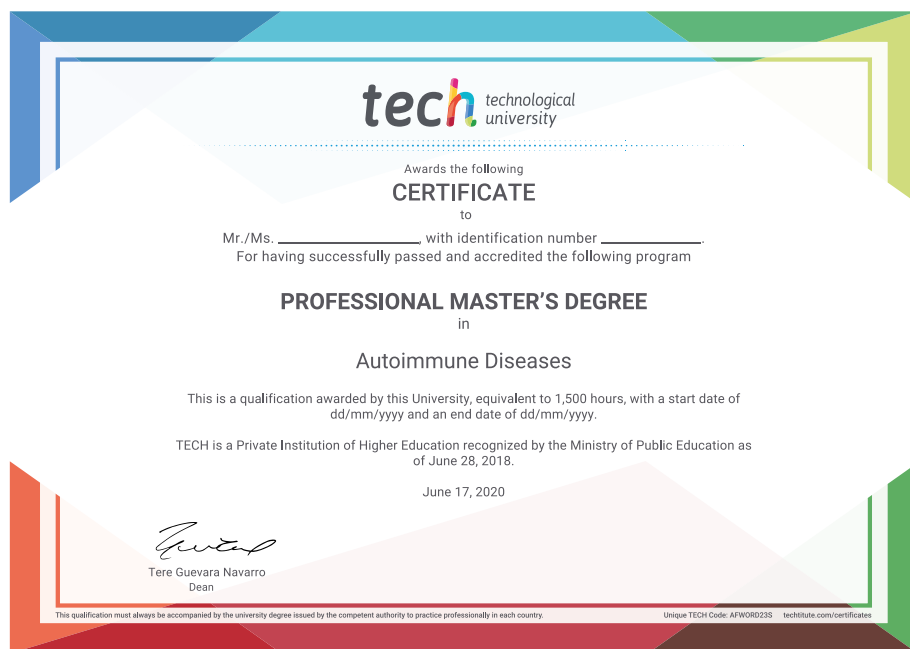 tech technological
university
Awards the following
CERTIFICATE
to
Mr./Ms. ____________________, with identification number ______________.
For having successfully passed and accredited the following program
PROFESSIONAL MASTER'S DEGREE
in
Autoimmune Diseases
This is a qualification awarded by this University, equivalent to 1,500 hours, with a start date of
dd/mm/yyyy and an end date of dd/mm/yyyy.
TECH is a Private Institution of Higher Education recognized by the Ministry of Public Education as
of June 28, 2018.
June 17, 2020
Tere Guevara Navarro
Dean
This qualification must always be accompanied by the university degree issued by the competent authority to practice professionally in each country.
Unique TECH Code: AFWORD23S techtitute.com/certificates